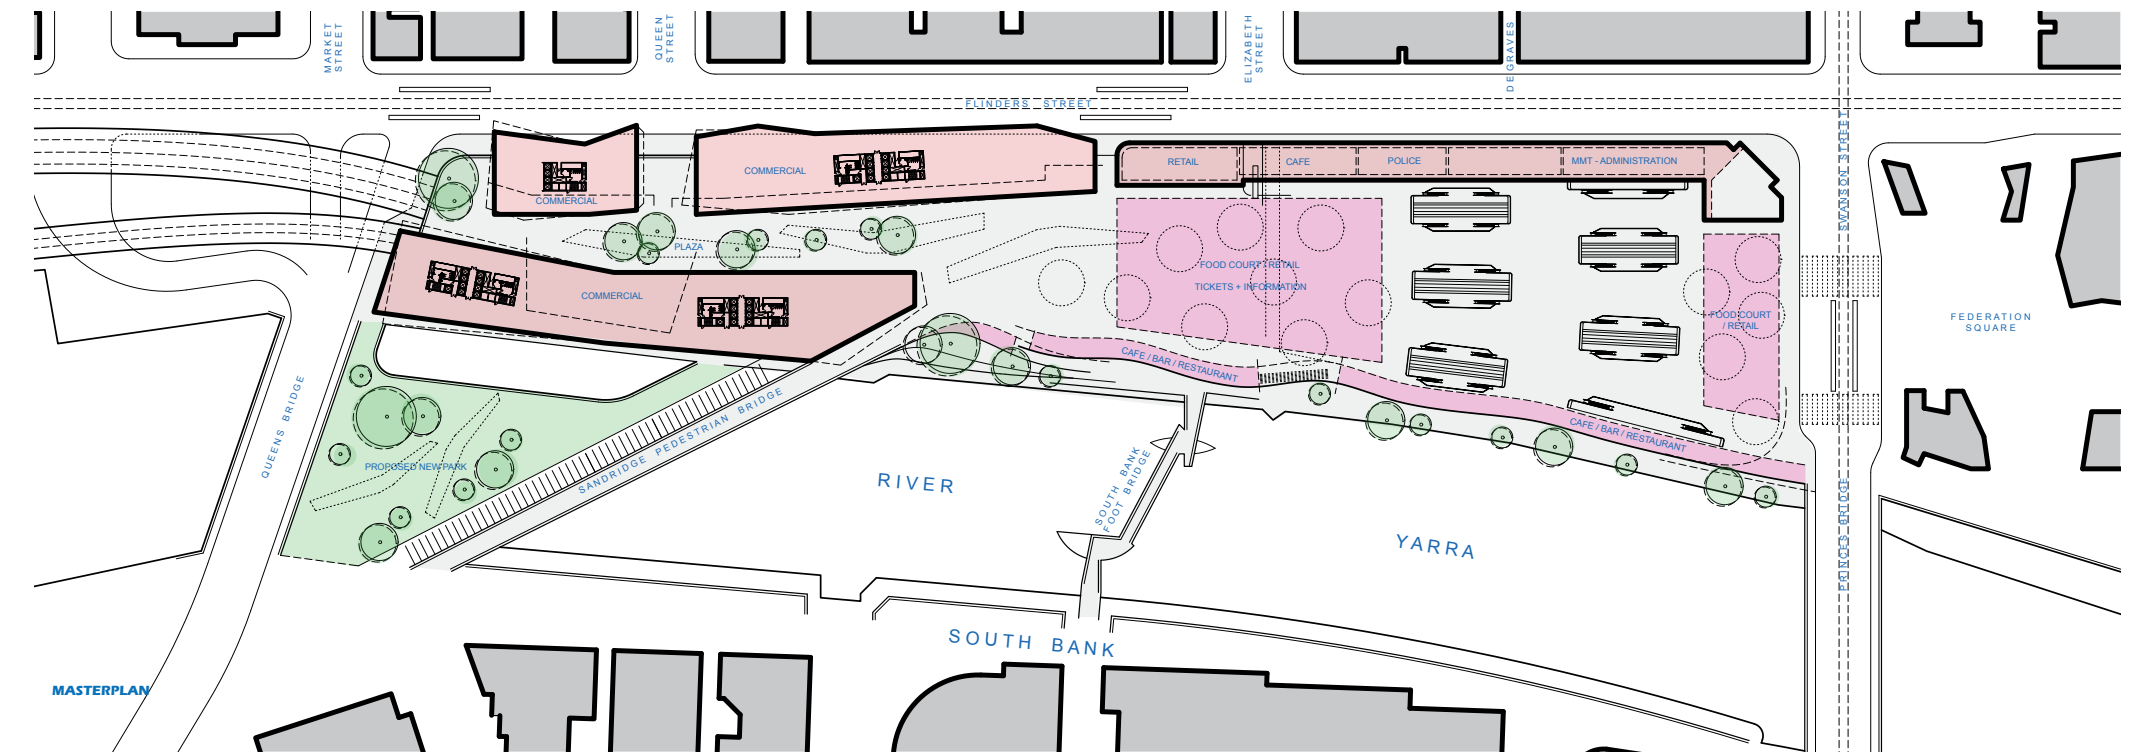 MARKET
STREET
QUEEN
STREET
ELIZABETH
STREET
DEGRAVES
FLINDERS STREET
SWANSON STREET
COMMERCIAL
COMMERCIAL
RETAIL
CAFE
POLICE
MMT - ADMINISTRATION
PLAZA
COMMERCIAL
FOOD COURT / RETAIL
TICKETS + INFORMATION
FOOD COURT
/ RETAIL
FEDERATION
SQUARE
CAFE / BAR / RESTAURANT
CAFE / BAR / RESTAURANT
QUEENS BRIDGE
SANDRIDGE PEDESTRIAN BRIDGE
PROPOSED NEW PARK
RIVER
SOUTH BANK
FOOT BRIDGE
YARRA
PRINCES BRIDGE
SOUTH BANK
MASTERPLAN